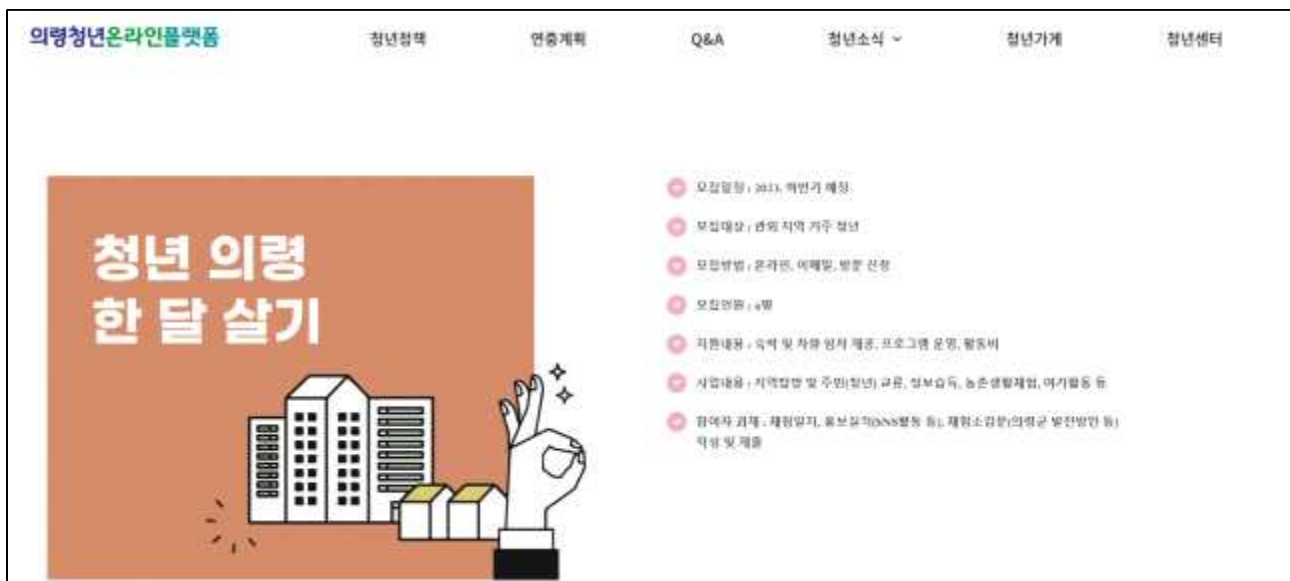 의령청년온라인플랫폼
청년정책
연중계획
Q&A
청년소식
청년가게
청년센터
청년 의령
한 달 살기
모집일정 : 2023. 하반기 예정
모집대상 : 관외 지역 거주 청년
모집방법 : 온라인, 이메일, 방문 신청
모집인원 : 4명
지원내용 : 숙박 및 차량 임차 제공, 프로그램 운영, 활동비
사업내용 : 지역탐방 및 주민(청년) 교류, 정보습득, 농촌생활체험, 여가활동 등
참여자 과제 : 체험일지, 홍보실적(SNS활동 등), 체험소감문(의령군 발전방안 등)
작성 및 제출